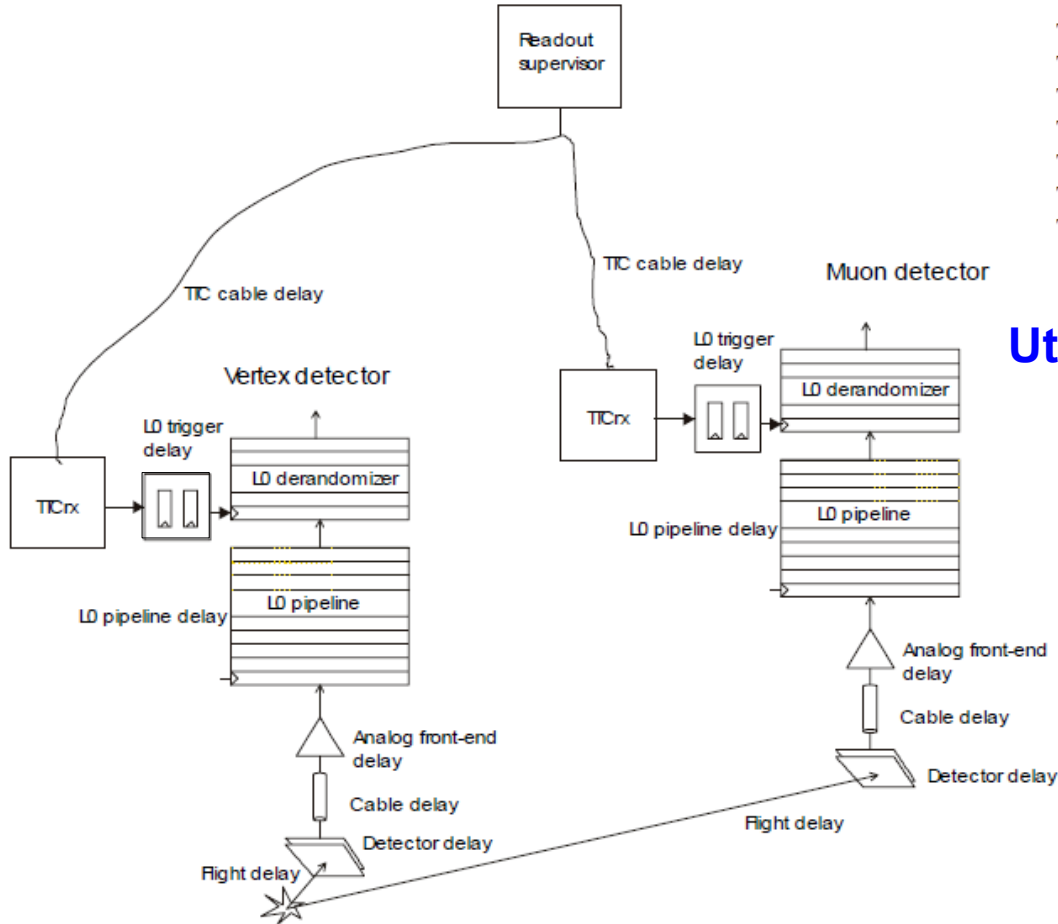 Readout
supervisor
TTC cable delay
TTC cable delay
Muon detector
Ut
L0 trigger
delay
L0 derandomizer
TTCrx
Vertex detector
L0 trigger
delay
L0 derandomizer
TTCrx
L0 pipeline
L0 pipeline delay
L0 pipeline
L0 pipeline delay
Analog front-end
delay
Cable delay
Detector delay
Analog front-end
delay
Cable delay
Detector delay
Flight delay
Flight delay